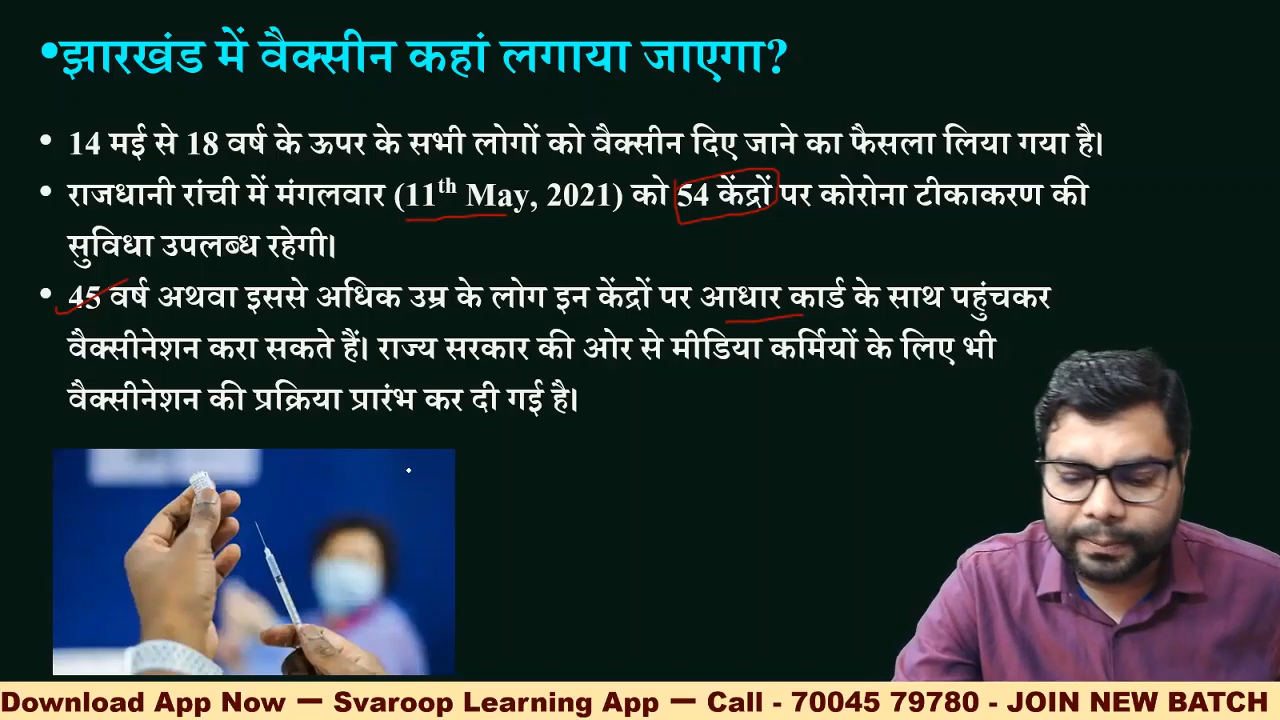 •झारखंड में वैक्सीन कहां लगाया जाएगा?
• 14 मई से 18 वर्ष के ऊपर के सभी लोगों को वैक्सीन दिए जाने का फैसला लिया गया है।
• राजधानी रांची में मंगलवार (11th May, 2021) को 54 केंद्रों पर कोरोना टीकाकरण की
सुविधा उपलब्ध रहेगी।
• 45 वर्ष अथवा इससे अधिक उम्र के लोग इन केंद्रों पर आधार कार्ड के साथ पहुंचकर
वैक्सीनेशन करा सकते हैं। राज्य सरकार की ओर से मीडिया कर्मियों के लिए भी
वैक्सीनेशन की प्रक्रिया प्रारंभ कर दी गई है।
Download App Now — Svaroop Learning App — Call - 70045 79780 - JOIN NEW BATCH